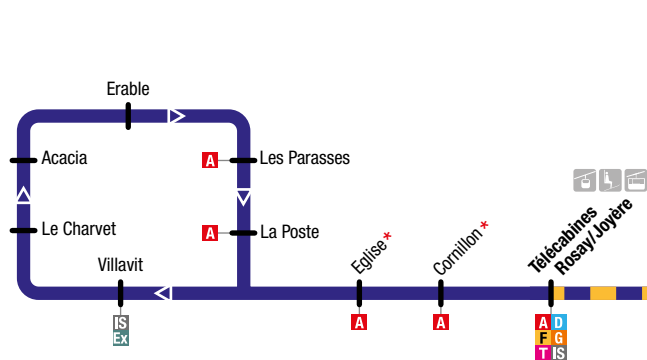 Erable
Acacia
A Les Parasses
Le Charvet
A La Poste
Villavit
IS
Ex
Eglise*
A
Cornillon*
A
Télécabines
Rosay/Joyère
A D
F G
T IS